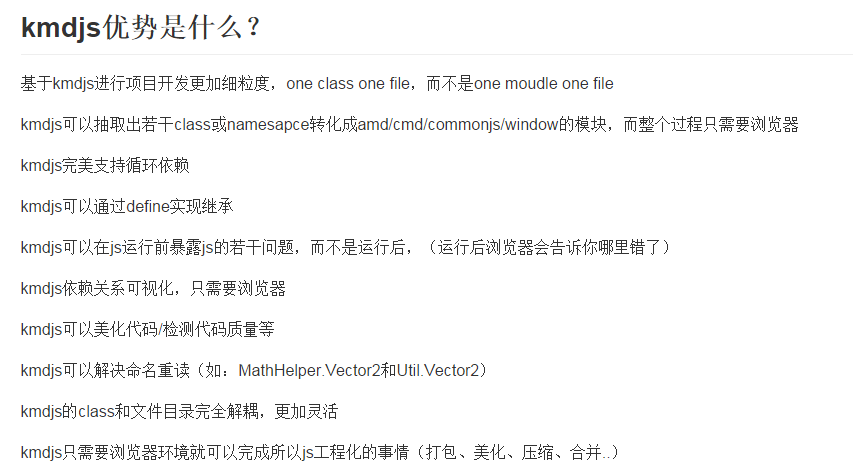 kmdjs优势是什么？
基于kmdjs进行项目开发更加细粒度，one class one file，而不是one moudle one file
kmdjs可以抽取出若干class或namesapce转化成amd/cmd/commonjs/window的模块，而整个过程只需要浏览器
kmdjs完美支持循环依赖
kmdjs可以通过define实现继承
kmdjs可以在js运行前暴露js的若干问题，而不是运行后，（运行后浏览器会告诉你哪里错了）
kmdjs依赖关系可视化，只需要浏览器
kmdjs可以美化代码/检测代码质量等
kmdjs可以解决命名重读（如：MathHelper.Vector2和Util.Vector2）
kmdjs的class和文件目录完全解耦，更加灵活
kmdjs只需要浏览器环境就可以完成所以js工程化的事情（打包、美化、压缩、合并..）